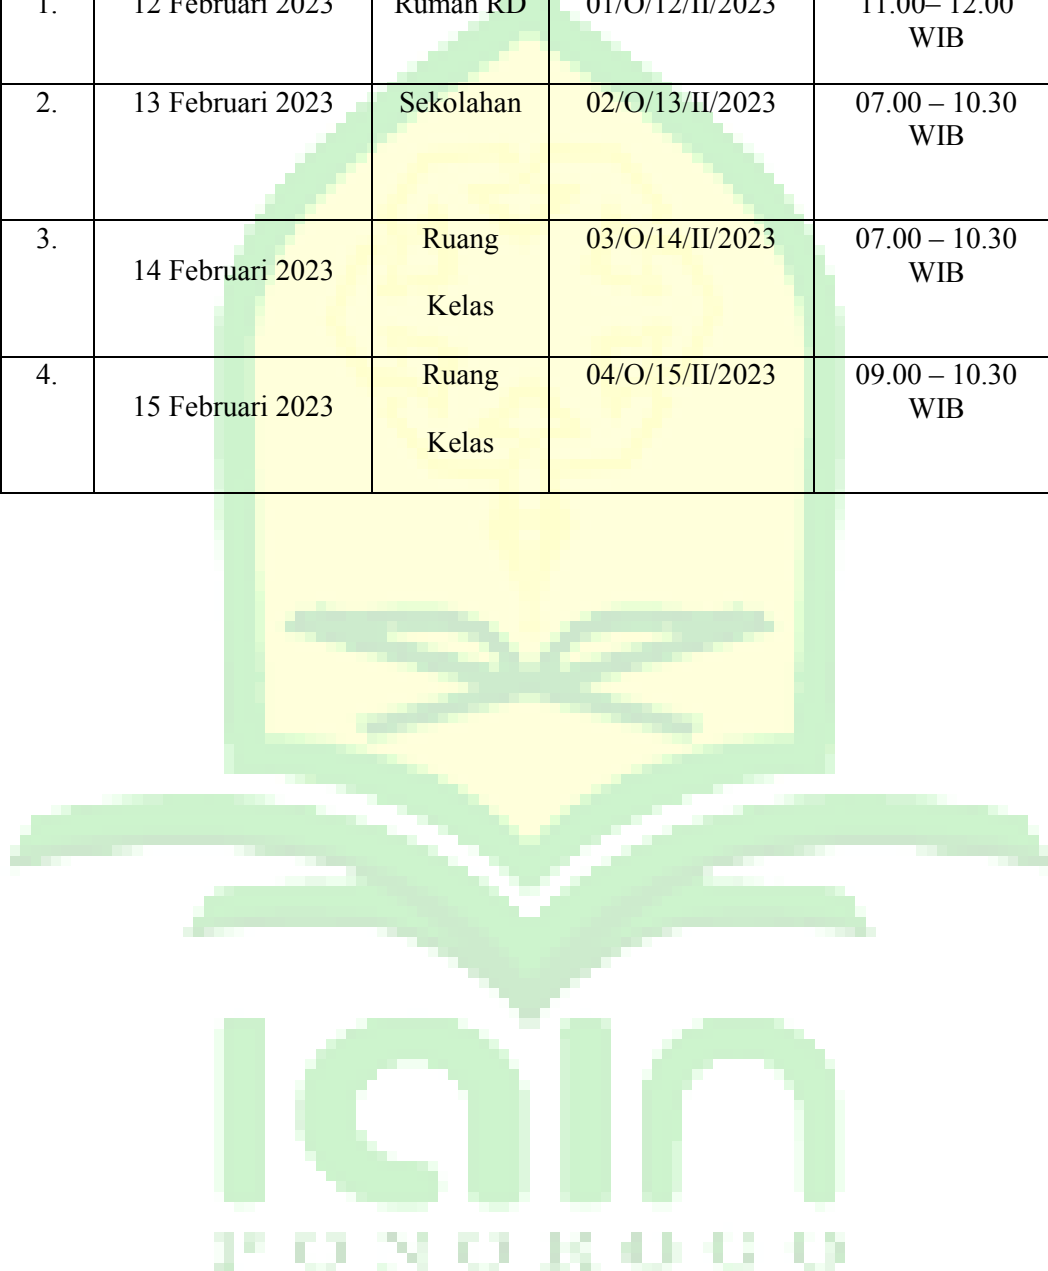 1. 12 Februari 2023 Rumah RD 01/O/12/II/2023 11.00– 12.00
WIB
2. 13 Februari 2023 Sekolahan 02/O/13/II/2023 07.00 – 10.30
WIB
3. Ruang 03/O/14/II/2023 07.00 – 10.30
14 Februari 2023 WIB
Kelas
4. Ruang 04/O/15/II/2023 09.00 – 10.30
15 Februari 2023 WIB
Kelas
iain
PONOROGO